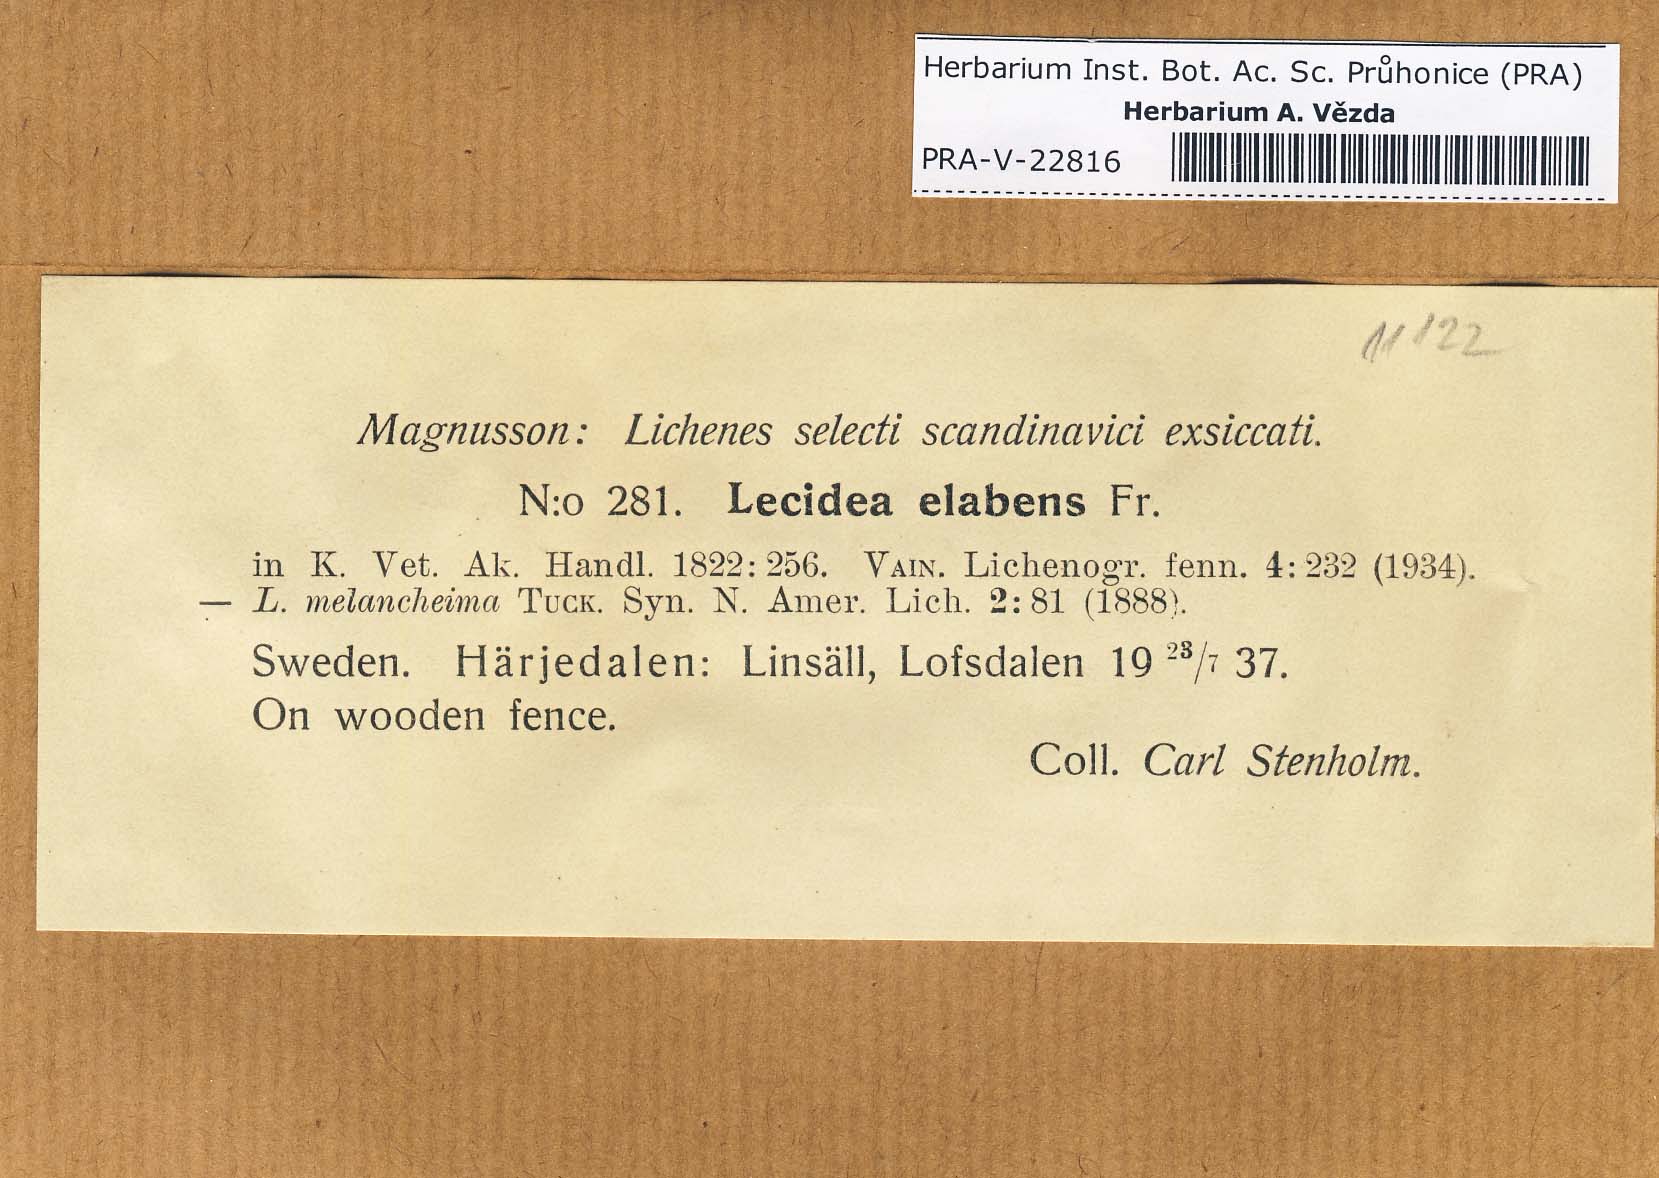 Herbarium Inst. Bot. Ac. Sc. Průhonice (PRA)
Herbarium A. Vězda
PRA-V-22816
11122
Magnusson: Lichenes selecti scandinavici exsiccati.
N:o 281. Lecidea elabens Fr.
in K. Vet. Ak. Handl. 1822: 256. VAIN. Lichenogr. fenn. 4: 232 (1934).
— L. melancheima TUCK. Syn. N. Amer. Lich. 2: 81 (1888).
Sweden. Härjedalen: Linsäll, Lofsdalen 19 23/7 37.
On wooden fence.
Coll. Carl Stenholm.